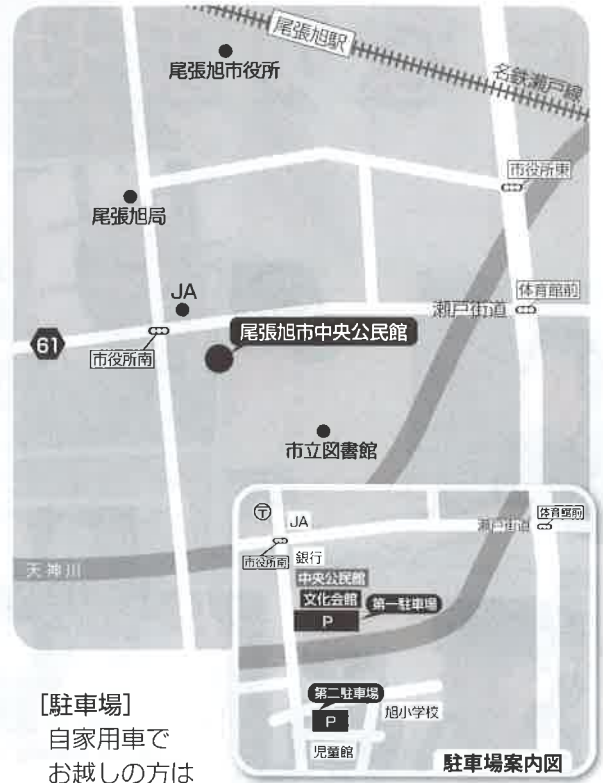 尾張旭駅
名鉄瀬戸線
尾張旭市役所
市役所東
尾張旭局
JA
瀬戸街道
体育館前
61
市役所南
尾張旭市中央公民館
市立図書館
天神川
〒
JA
瀬戸街道
体育館前
市役所南
銀行
中央公民館
文化会館
第一駐車場
P
第二駐車場
P
旭小学校
児童館
駐車場案内図
[駐車場]
自家用車で
お越しの方は